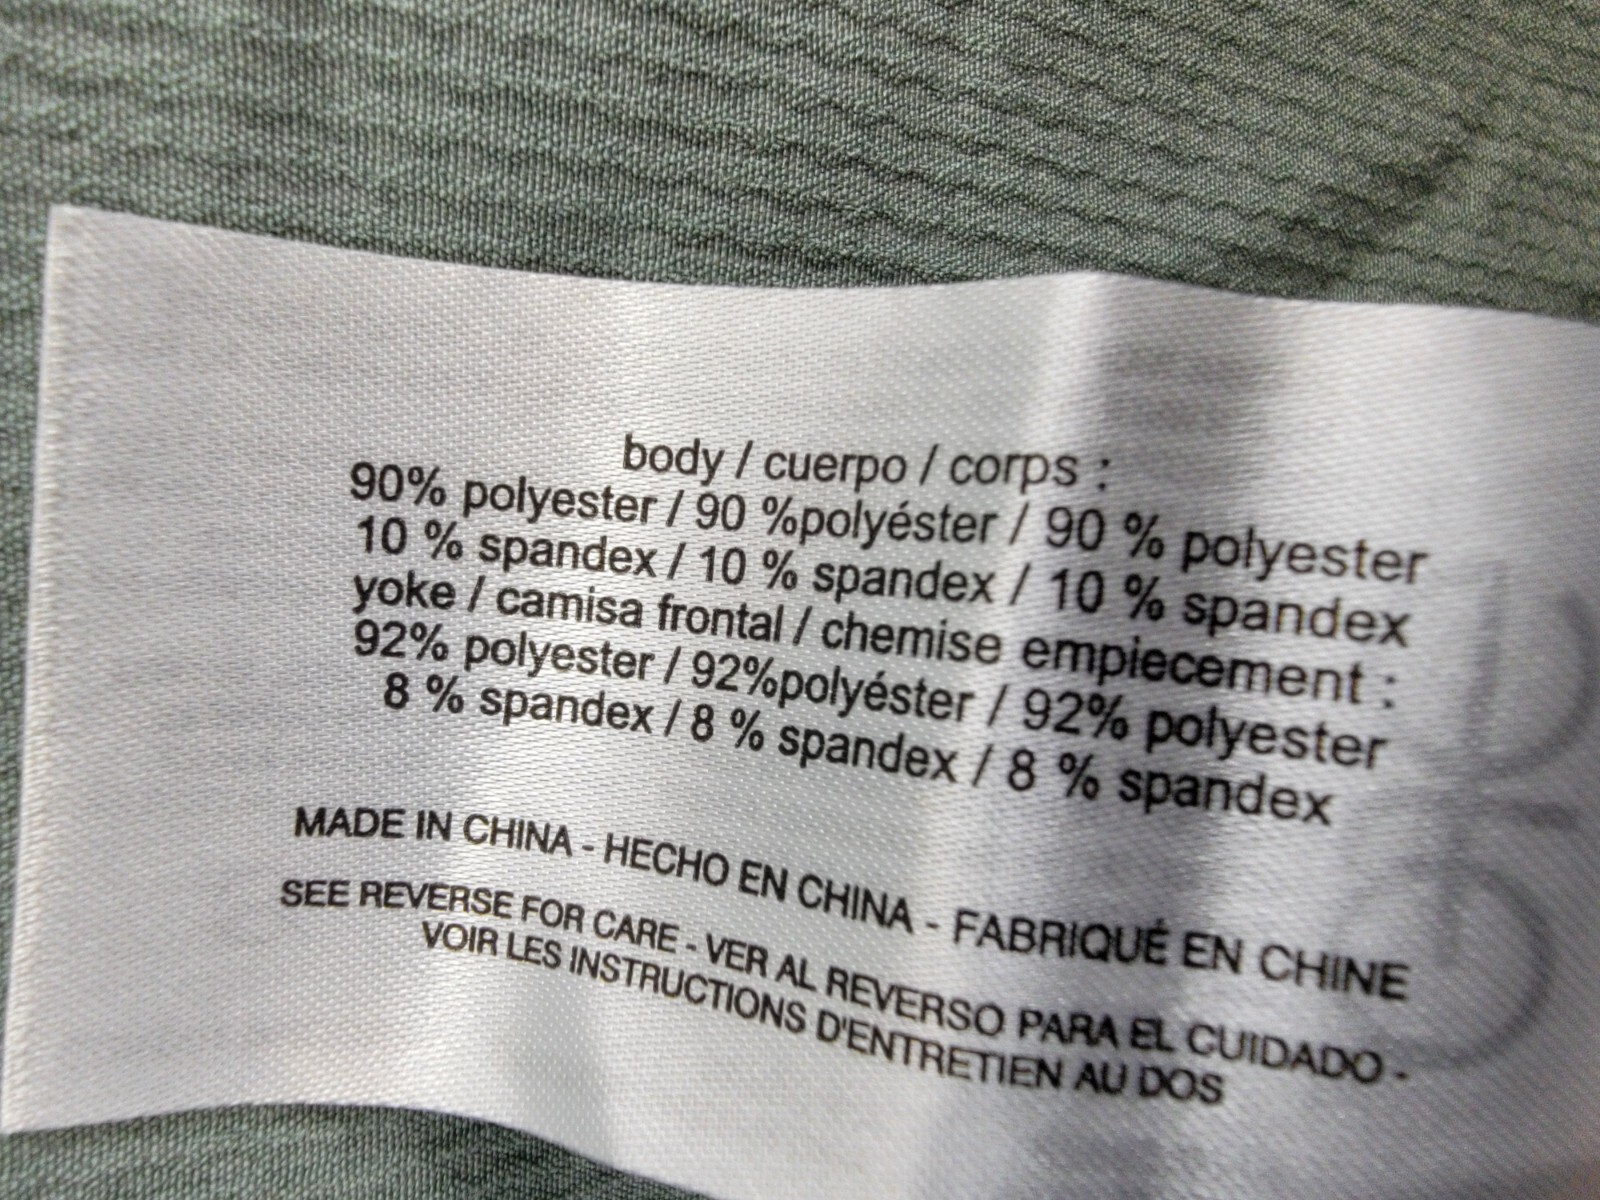 body / cuerpo / corps :
90% polyester / 90 %polyéster / 90 % polyester
10 % spandex / 10 % spandex / 10 % spandex
yoke / camisa frontal / chemise empiecement :
92% polyester / 92%polyéster / 92% polyester
8 % spandex / 8 % spandex / 8 % spandex
MADE IN CHINA - HECHO EN CHINA - FABRIQUÉ EN CHINE
SEE REVERSE FOR CARE - VER AL REVERSO PARA EL CUIDADO -
VOIR LES INSTRUCTIONS D'ENTRETIEN AU DOS